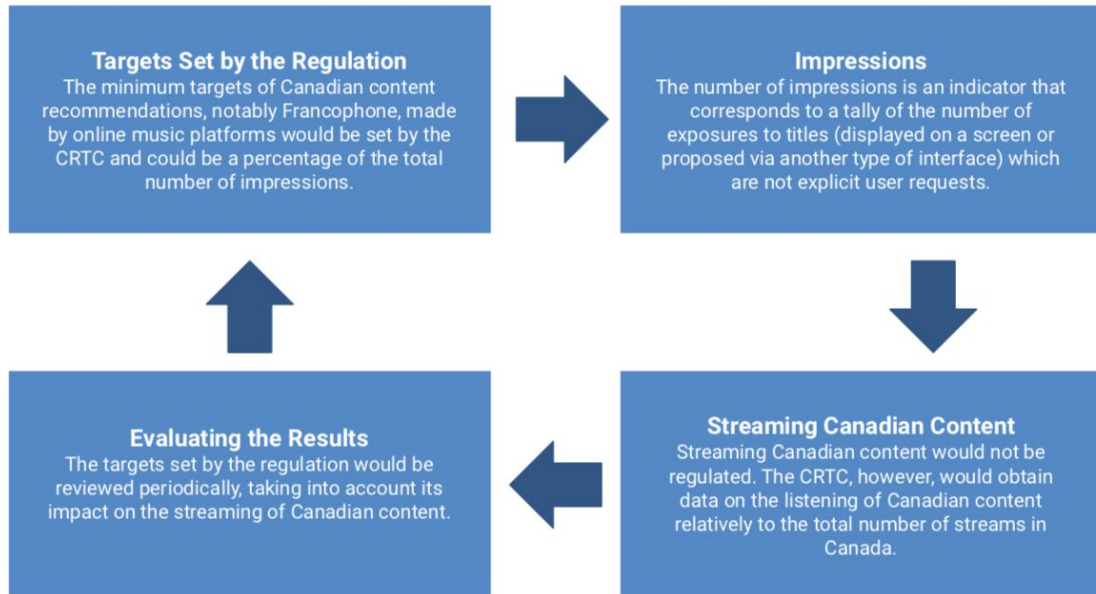 Targets Set by the Regulation
The minimum targets of Canadian content
recommendations, notably Francophone, made
by online music platforms would be set by the
CRTC and could be a percentage of the total
number of impressions.
Impressions
The number of impressions is an indicator that
corresponds to a tally of the number of
exposures to titles (displayed on a screen or
proposed via another type of interface) which
are not explicit user requests.
Evaluating the Results
The targets set by the regulation would be
reviewed periodically, taking into account its
impact on the streaming of Canadian content.
Streaming Canadian Content
Streaming Canadian content would not be
regulated. The CRTC, however, would obtain
data on the listening of Canadian content
relatively to the total number of streams in
Canada.